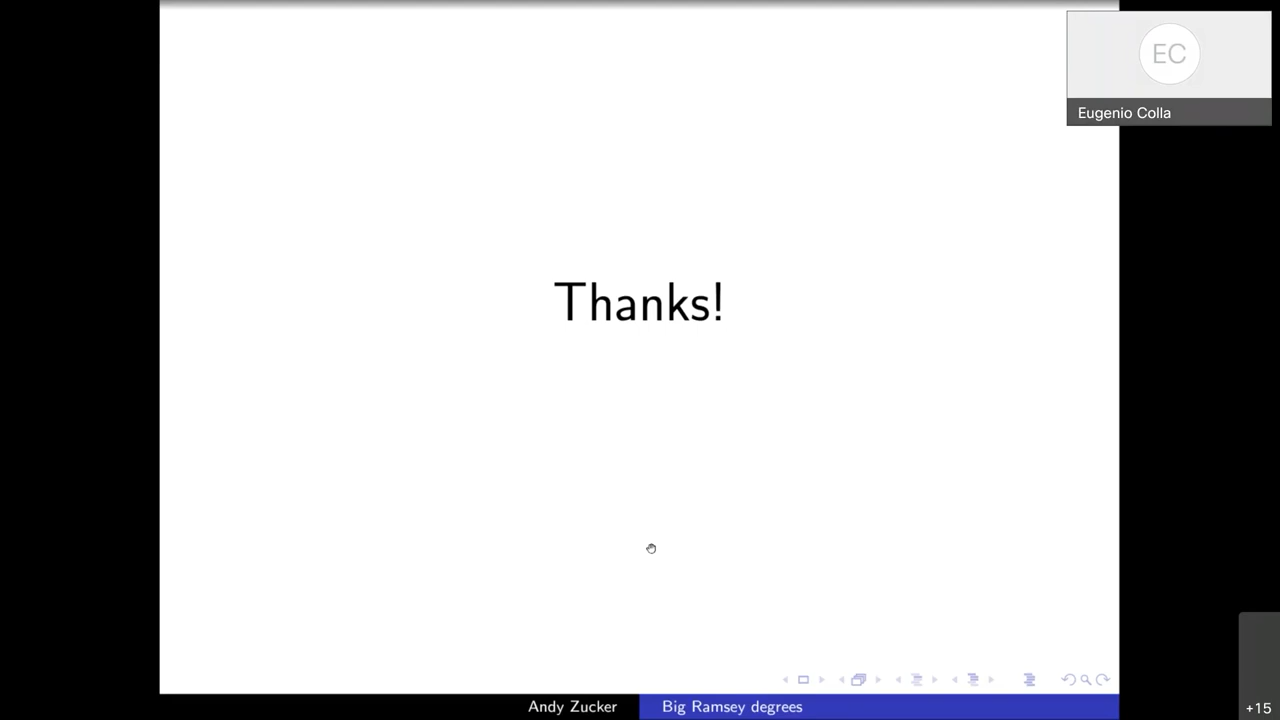 EC
Eugenio Colla
Thanks!
Andy Zucker
Big Ramsey degrees
+15